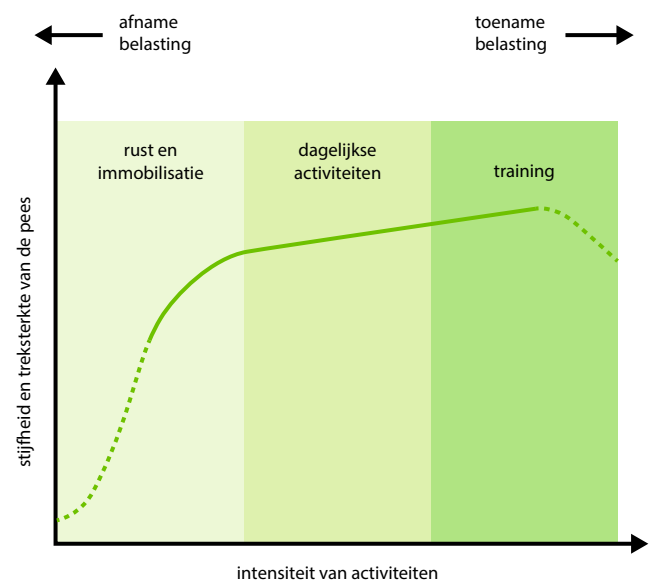 afname
belasting
toename
belasting
rust en
immobilisatie
dagelijkse
activiteiten
training
stijfheid en treksterkte van de pees
intensiteit van activiteiten